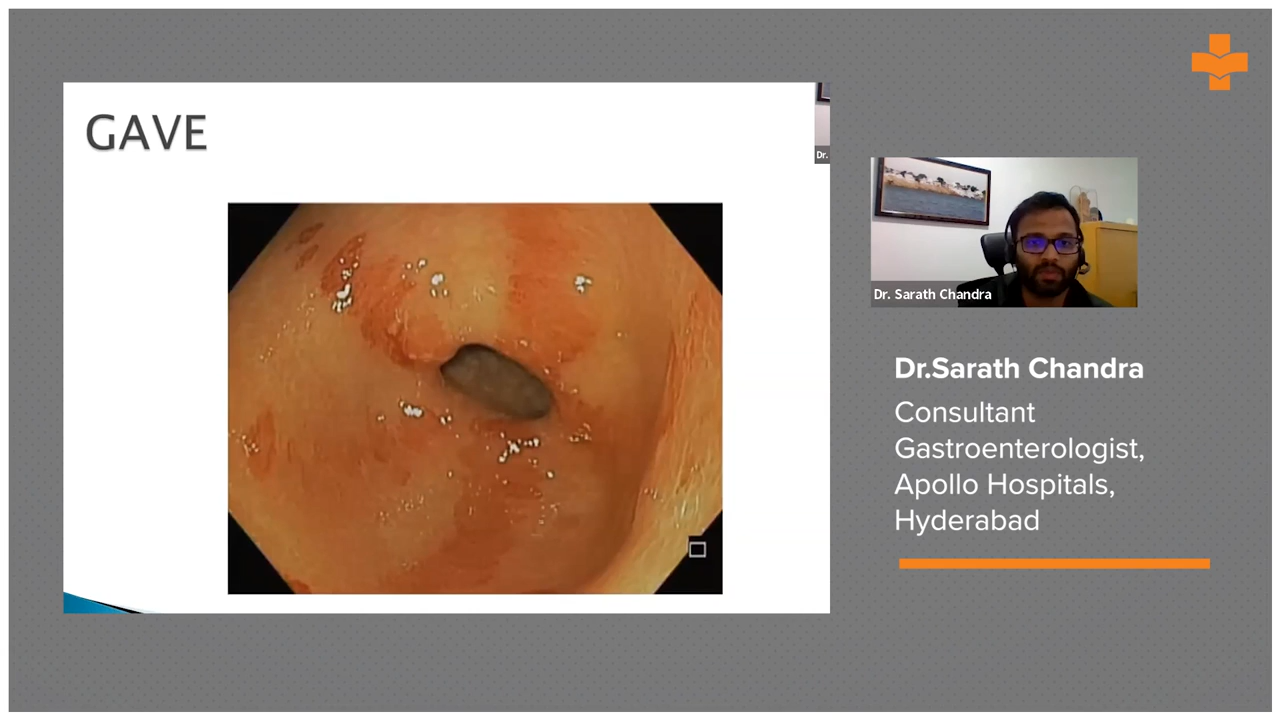 GAVE
Dr.
Dr. Sarath Chandra
Dr.Sarath Chandra
Consultant
Gastroenterologist,
Apollo Hospitals,
Hyderabad